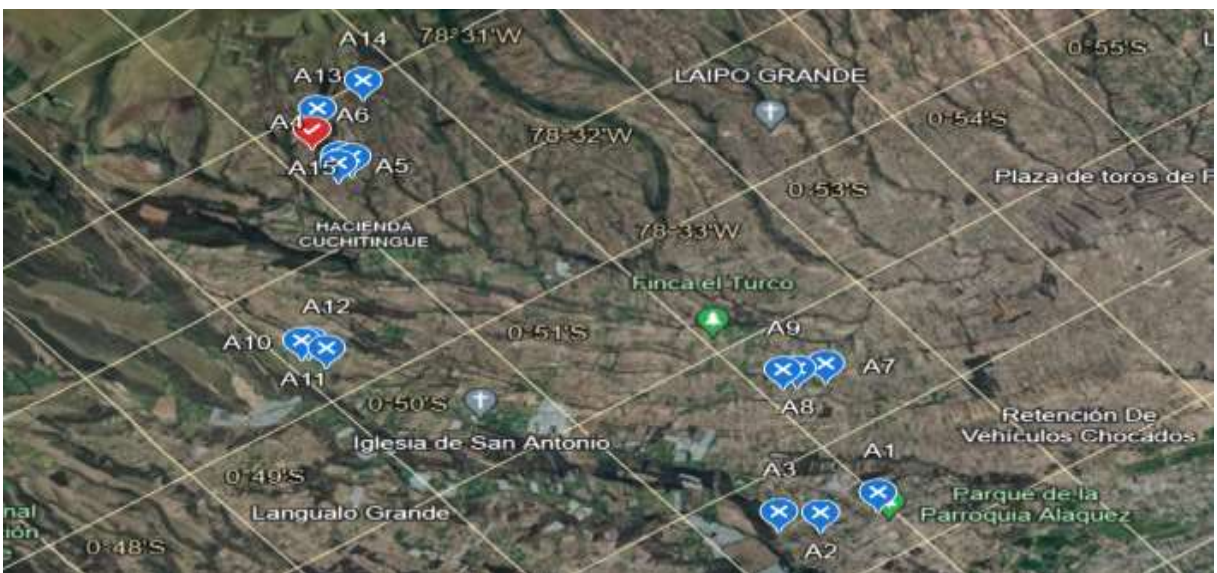 A14
78°31'W
0°55'S
L
A13
LAIPO GRANDE
A4
A6
0°54'S
78°32'W
A15
A5
0°53'S
Plaza de toros de
HACIENDA
CUCHITINGUE
78°33'W
Finca el Turco
A12
0°51'S
A9
A10
A7
A11
0°50'S
A8
Iglesia de San Antonio
Retención De
Vehículos Chocados
A3
A1
0°49'S
Langualo Grande
Parque de la
Parroquia Alaquez
nal
ión
0°48'S
A2